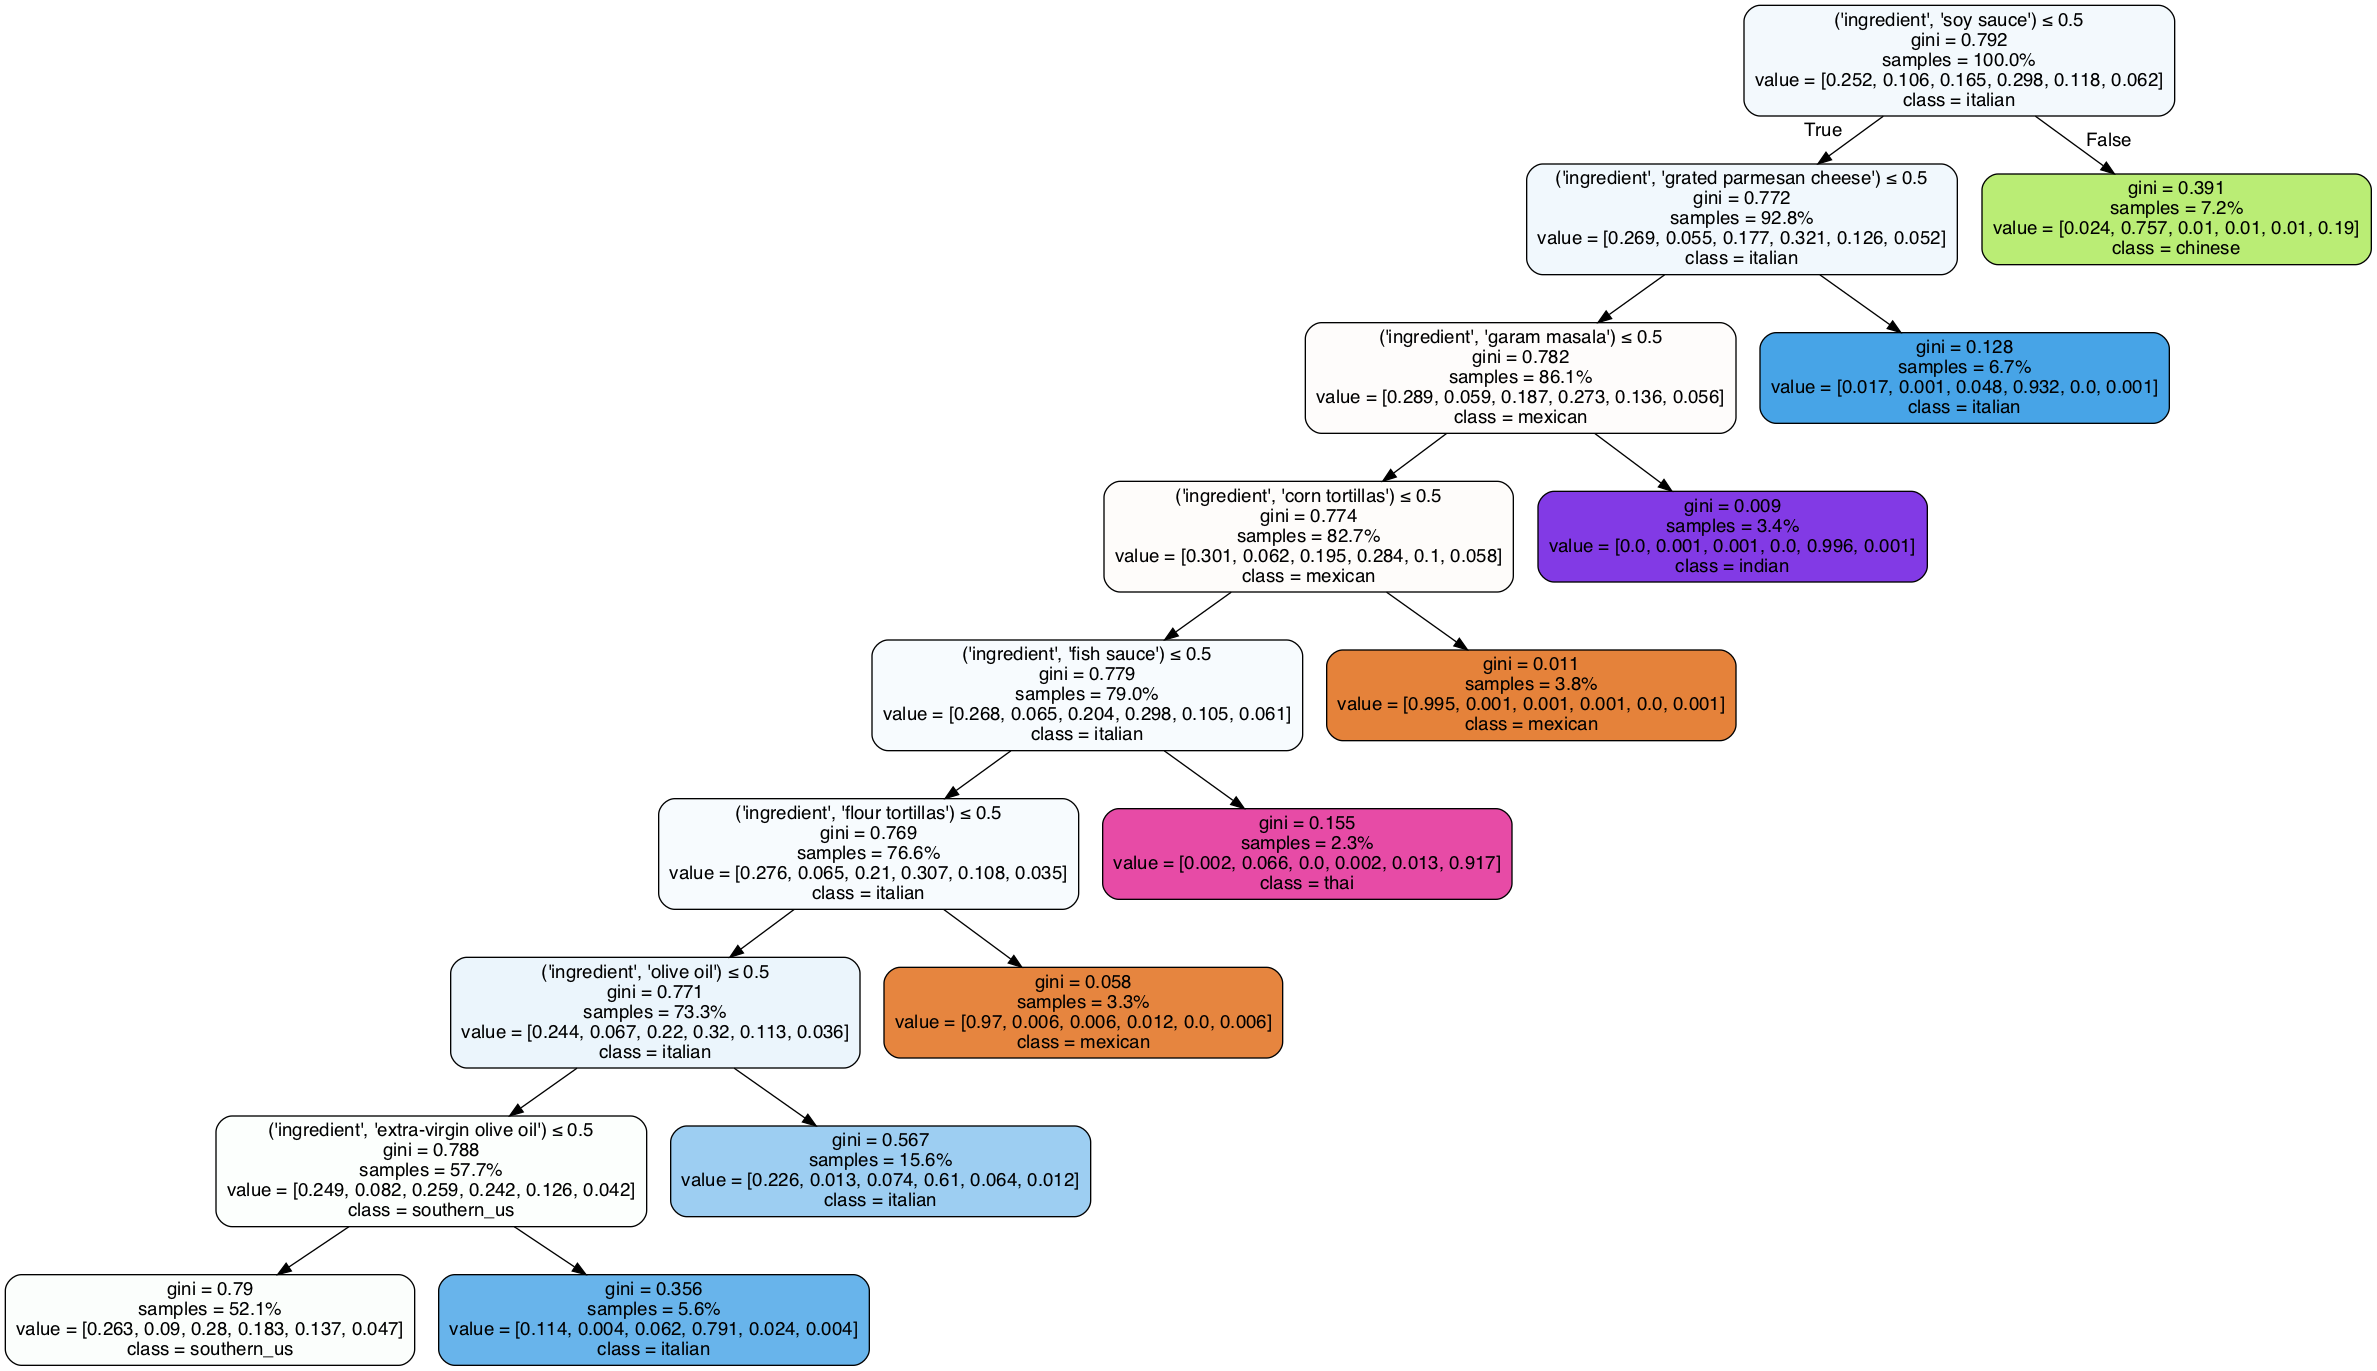 ('ingredient', 'soy sauce') ≤ 0.5
gini = 0.792
samples = 100.0%
value = [0.252, 0.106, 0.165, 0.298, 0.118, 0.062]
class = italian
True
False
('ingredient', 'grated parmesan cheese') ≤ 0.5
gini = 0.772
samples = 92.8%
value = [0.269, 0.055, 0.177, 0.321, 0.126, 0.052]
class = italian
gini = 0.391
samples = 7.2%
value = [0.024, 0.757, 0.01, 0.01, 0.01, 0.19]
class = chinese
('ingredient', 'garam masala') ≤ 0.5
gini = 0.782
samples = 86.1%
value = [0.289, 0.059, 0.187, 0.273, 0.136, 0.056]
class = mexican
gini = 0.128
samples = 6.7%
value = [0.017, 0.001, 0.048, 0.932, 0.0, 0.001]
class = italian
('ingredient', 'corn tortillas') ≤ 0.5
gini = 0.774
samples = 82.7%
value = [0.301, 0.062, 0.195, 0.284, 0.1, 0.058]
class = mexican
gini = 0.009
samples = 3.4%
value = [0.0, 0.001, 0.001, 0.0, 0.996, 0.001]
class = indian
('ingredient', 'fish sauce') ≤ 0.5
gini = 0.779
samples = 79.0%
value = [0.268, 0.065, 0.204, 0.298, 0.105, 0.061]
class = italian
gini = 0.011
samples = 3.8%
value = [0.995, 0.001, 0.001, 0.001, 0.0, 0.001]
class = mexican
('ingredient', 'flour tortillas') ≤ 0.5
gini = 0.769
samples = 76.6%
value = [0.276, 0.065, 0.21, 0.307, 0.108, 0.035]
class = italian
gini = 0.155
samples = 2.3%
value = [0.002, 0.066, 0.0, 0.002, 0.013, 0.917]
class = thai
('ingredient', 'olive oil') ≤ 0.5
gini = 0.771
samples = 73.3%
value = [0.244, 0.067, 0.22, 0.32, 0.113, 0.036]
class = italian
gini = 0.058
samples = 3.3%
value = [0.97, 0.006, 0.006, 0.012, 0.0, 0.006]
class = mexican
('ingredient', 'extra-virgin olive oil') ≤ 0.5
gini = 0.788
samples = 57.7%
value = [0.249, 0.082, 0.259, 0.242, 0.126, 0.042]
class = southern_us
gini = 0.567
samples = 15.6%
value = [0.226, 0.013, 0.074, 0.61, 0.064, 0.012]
class = italian
gini = 0.79
samples = 52.1%
value = [0.263, 0.09, 0.28, 0.183, 0.137, 0.047]
class = southern_us
gini = 0.356
samples = 5.6%
value = [0.114, 0.004, 0.062, 0.791, 0.024, 0.004]
class = italian